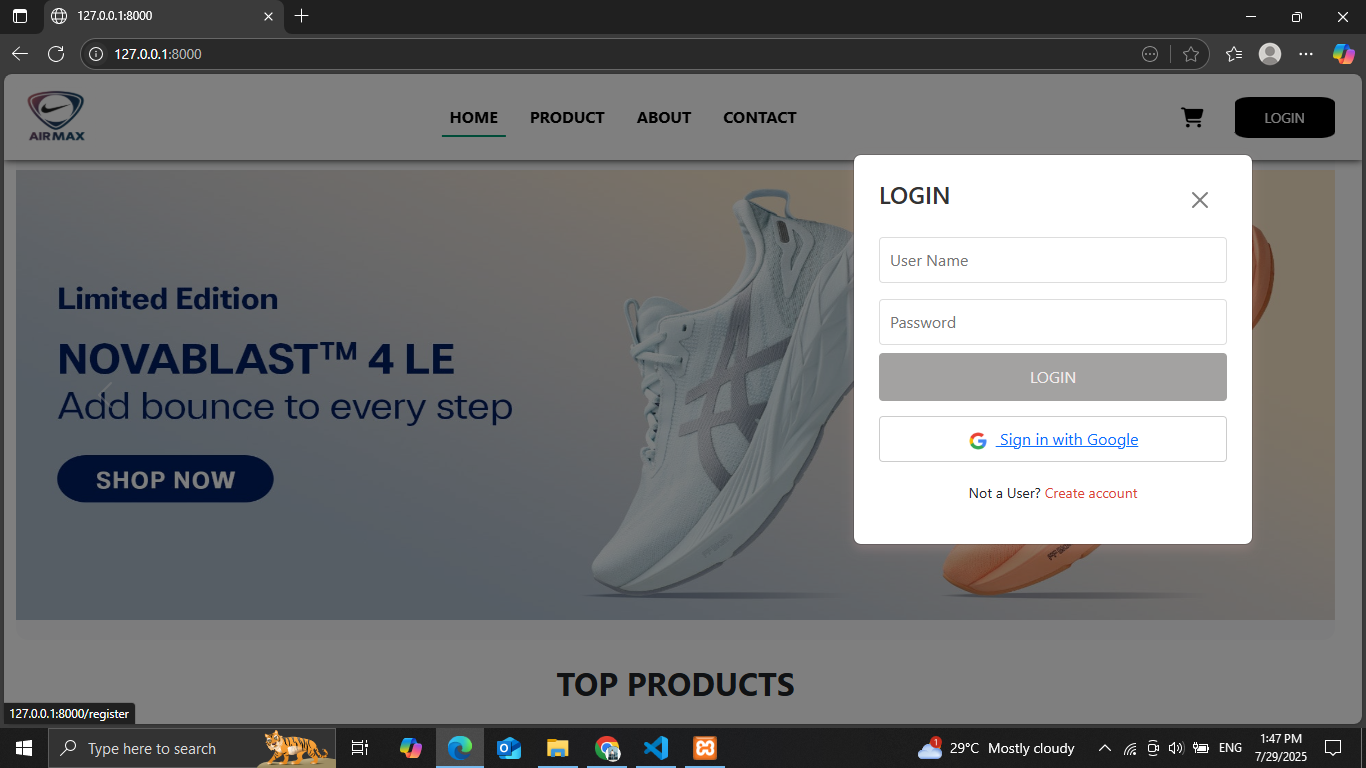 127.0.0.1:8000
127.0.0.1:8000
AIRMAX
HOME PRODUCT ABOUT CONTACT
LOGIN
LOGIN
User Name
Password
LOGIN
Sign in with Google
Not a User? Create account
Limited Edition
NOVABLAST™ 4 LE
Add bounce to every step
SHOP NOW
TOP PRODUCTS
127.0.0.1:8000/register
Type here to search
1
29°C Mostly cloudy
ENG
1:47 PM
7/29/2025